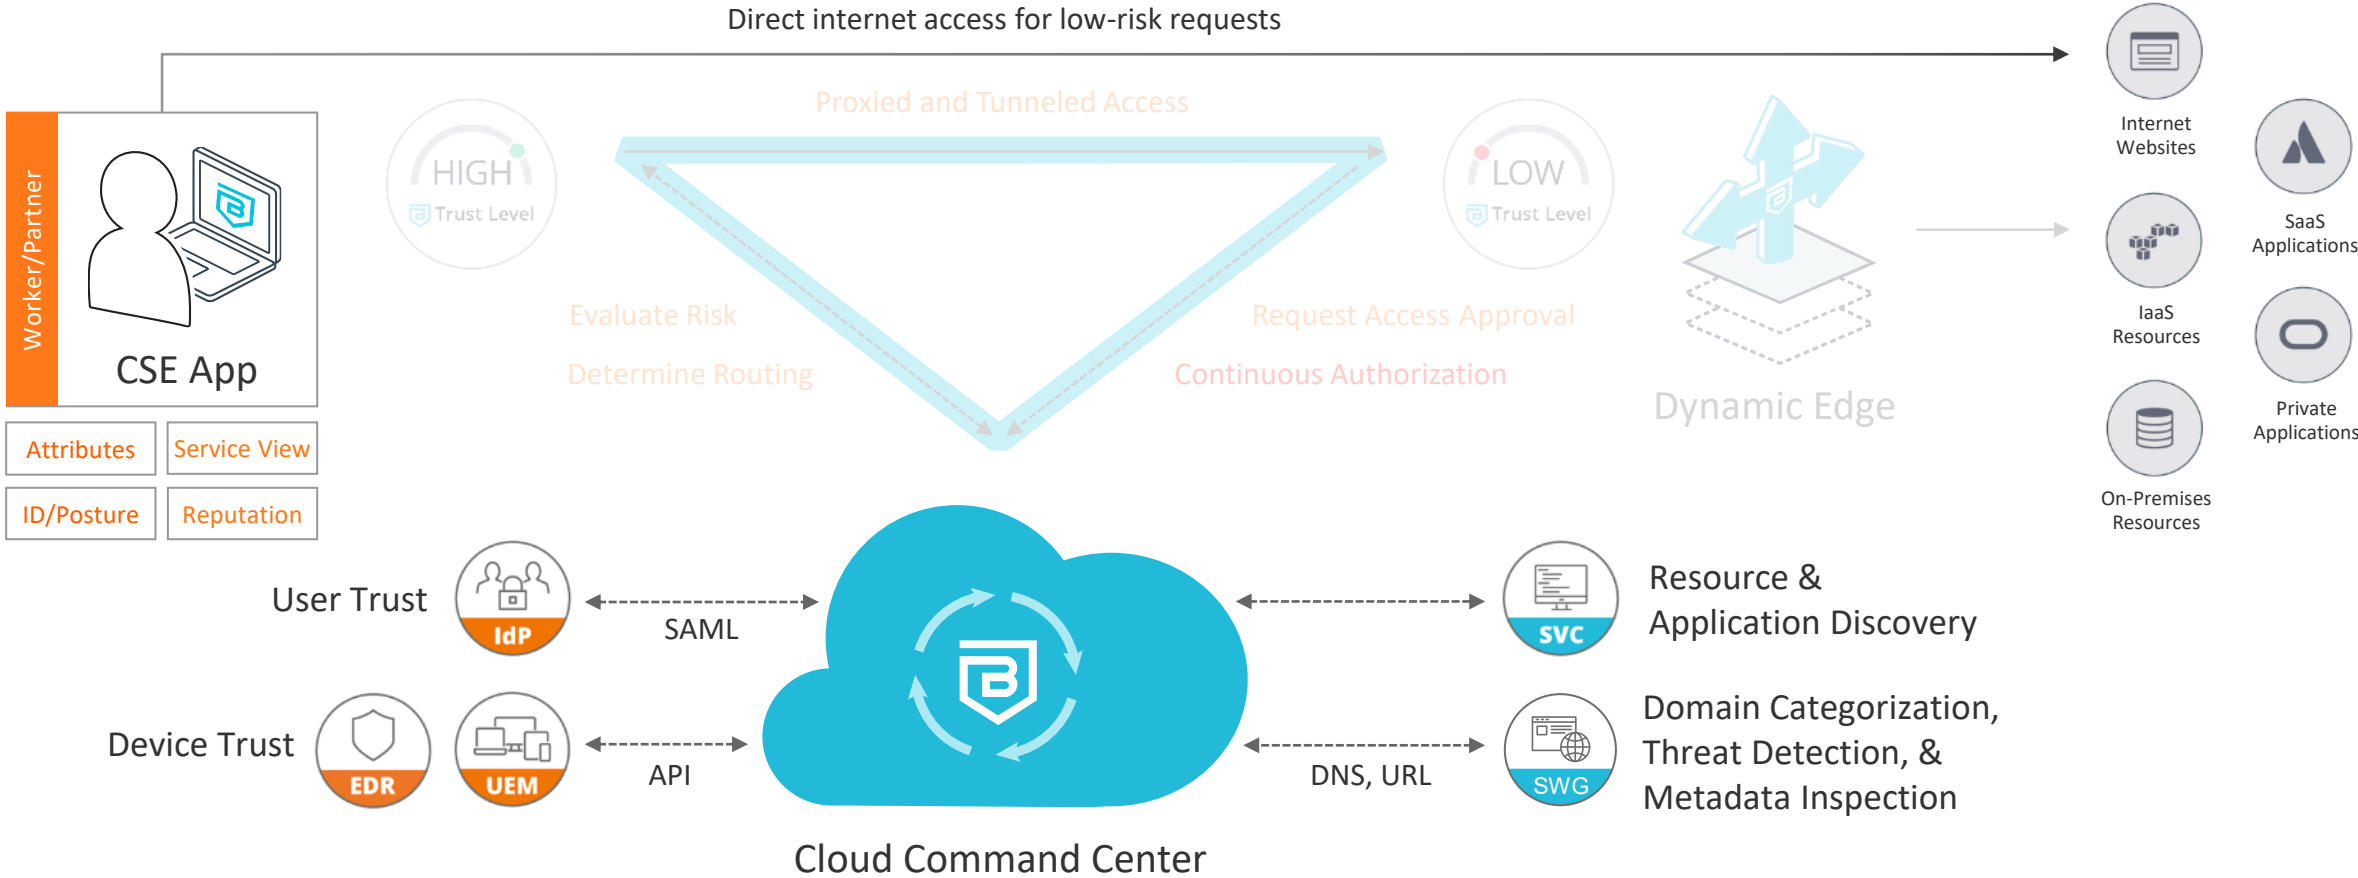 Direct internet access for low-risk requests
Worker/Partner
CSE App
Attributes
Service View
ID/Posture
Reputation
HIGH
Trust Level
Proxied and Tunneled Access
LOW
Trust Level
Evaluate Risk
Determine Routing
Request Access Approval
Continuous Authorization
Dynamic Edge
Internet
Websites
SaaS
Applications
IaaS
Resources
Private
Applications
On-Premises
Resources
User Trust
IdP
SAML
Device Trust
EDR
UEM
API
B
Cloud Command Center
SVC
Resource &
Application Discovery
DNS, URL
SWG
Domain Categorization,
Threat Detection, &
Metadata Inspection